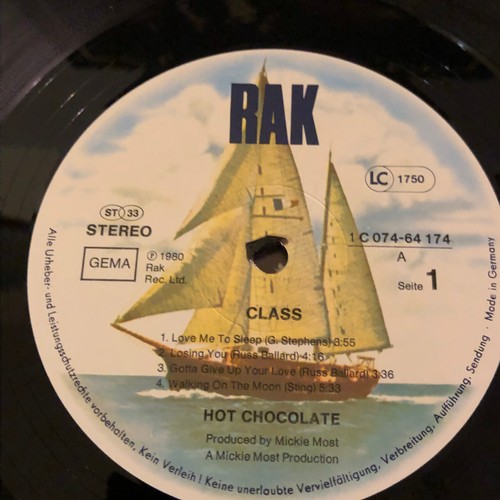 RAK
LC 1750
ST 33
STEREO
GEMA
℗ 1980
Rak
Rec. Ltd.
1 C 074-64 174
A
Seite 1
CLASS
1. Love Me To Sleep (G. Stephens) 3:55
2. Losing You (Russ Ballard) 4:16
3. Gotta Give Up Your Love (Russ Ballard) 3:36
4. Walking On The Moon (Sting) 5:33
HOT CHOCOLATE
Produced by Mickie Most
A Mickie Most Production
Alle Urheber- und Leistungsschutzrechte vorbehalten, Kein Verleih! Keine unerlaubte Vervielfältigung, Verbreitung, Aufführung, Sendung · Made in Germany